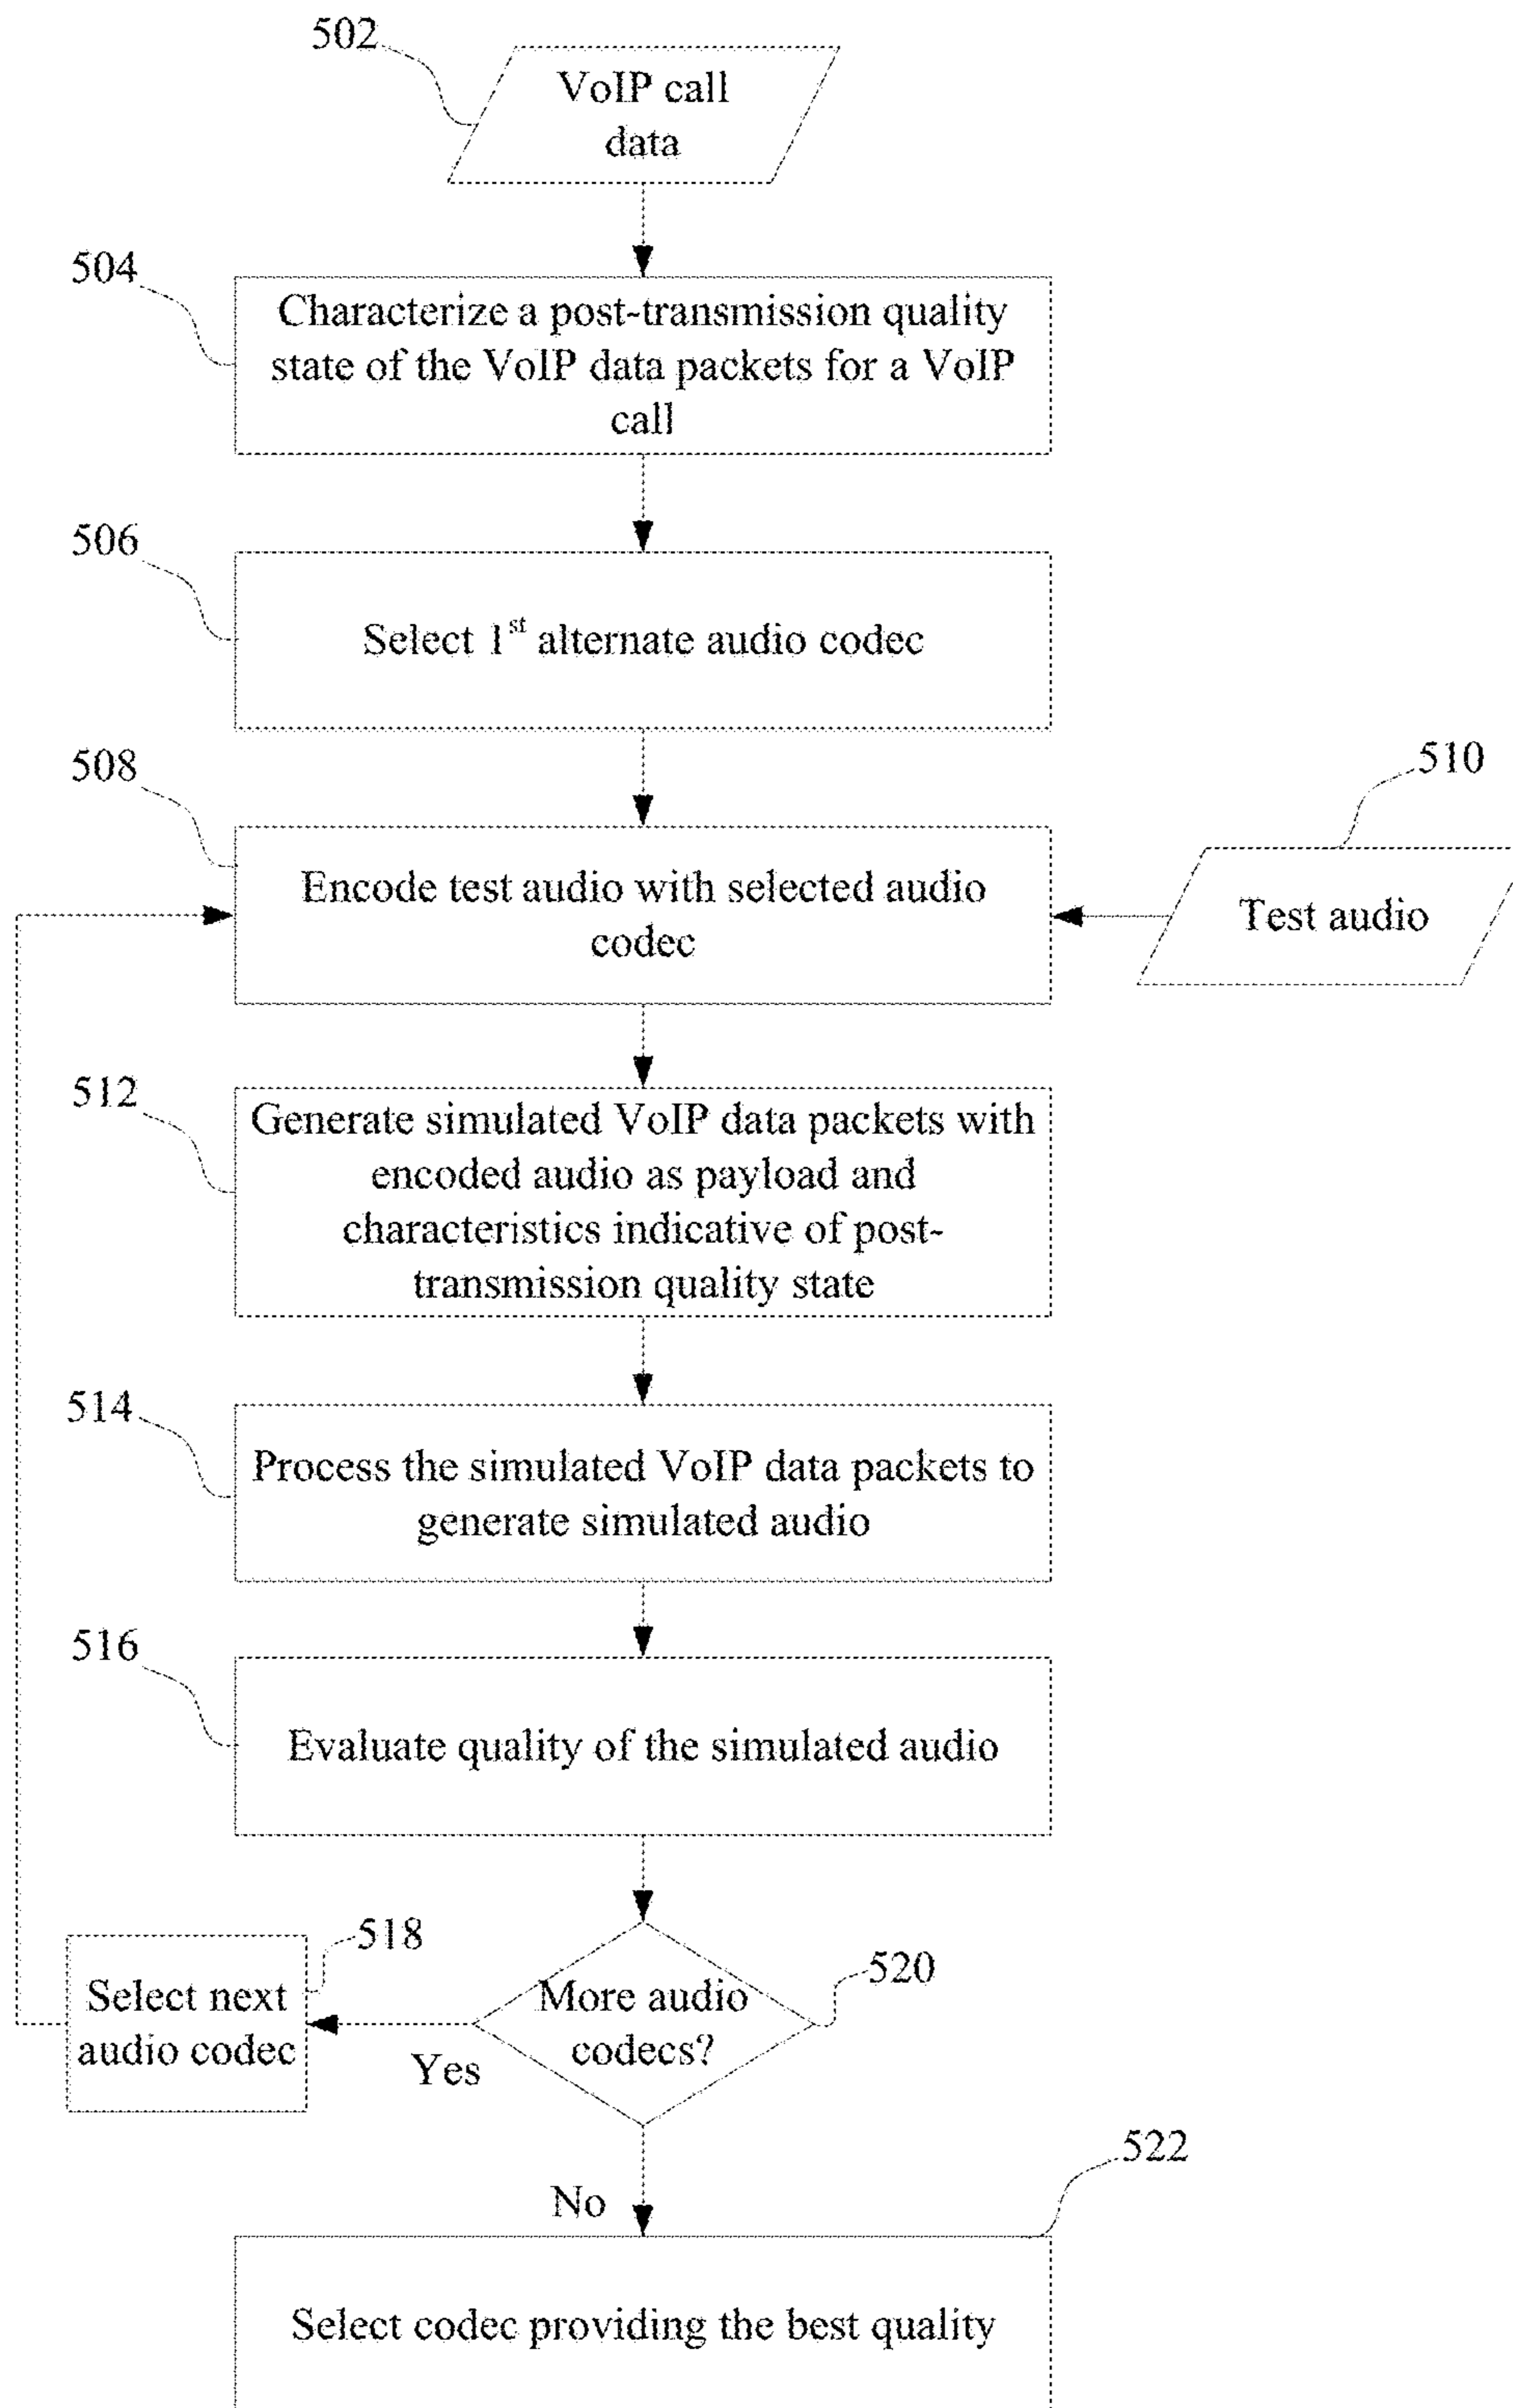 502
VoIP call
data
504
Characterize a post-transmission quality
state of the VoIP data packets for a VoIP
call
506
Select 1st alternate audio codec
508
510
Encode test audio with selected audio
codec
Test audio
512
Generate simulated VoIP data packets with
encoded audio as payload and
characteristics indicative of post-
transmission quality state
514
Process the simulated VoIP data packets to
generate simulated audio
516
Evaluate quality of the simulated audio
518
520
Select next
audio codec
More audio
codecs?
Yes
No
522
Select codec providing the best quality